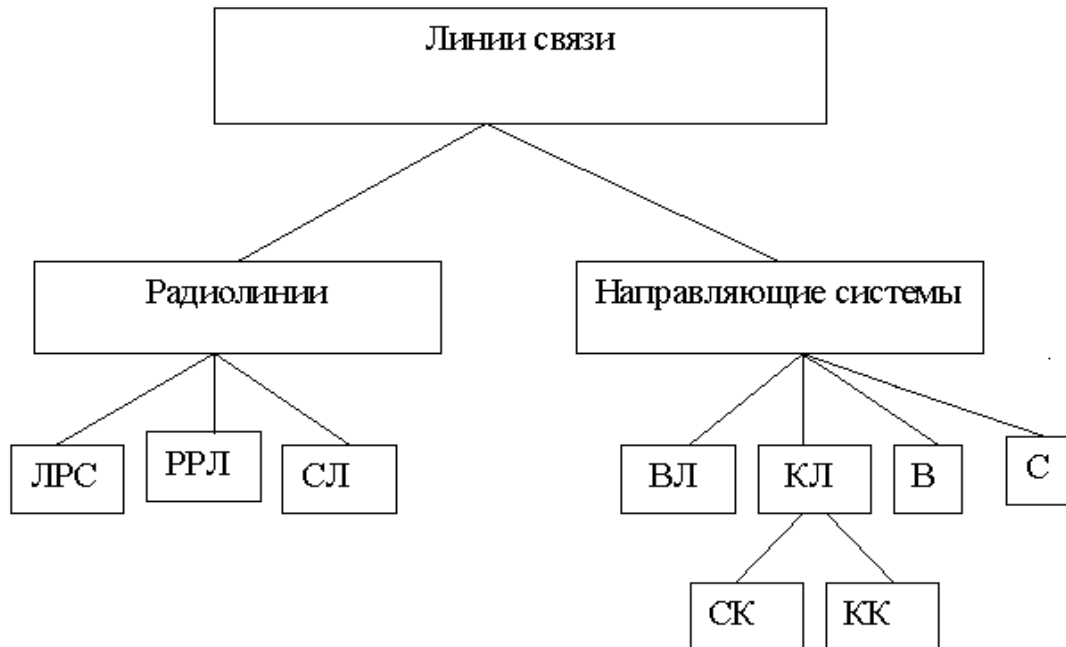 Линии связи
Радиолинии
Направляющие системы
ЛРС
РРЛ
СЛ
ВЛ
КЛ
В
С
СК
КК